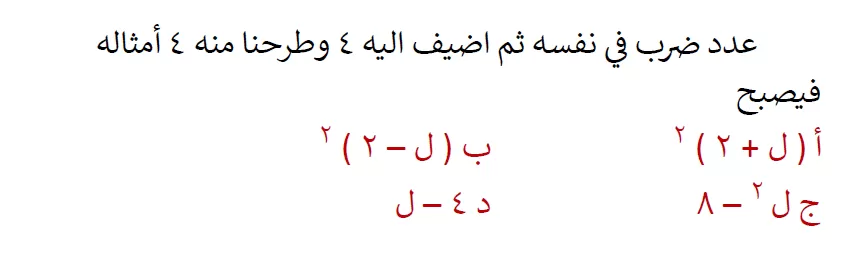 عدد ضرب في نفسه ثم اضيف اليه ٤ وطرحنا منه ٤ أمثاله
فيصبح
أ ( ل + ٢ ) ٢ ب ( ل – ٢ ) ٢
ج ل ٢ – ٨ د ٤ – ل